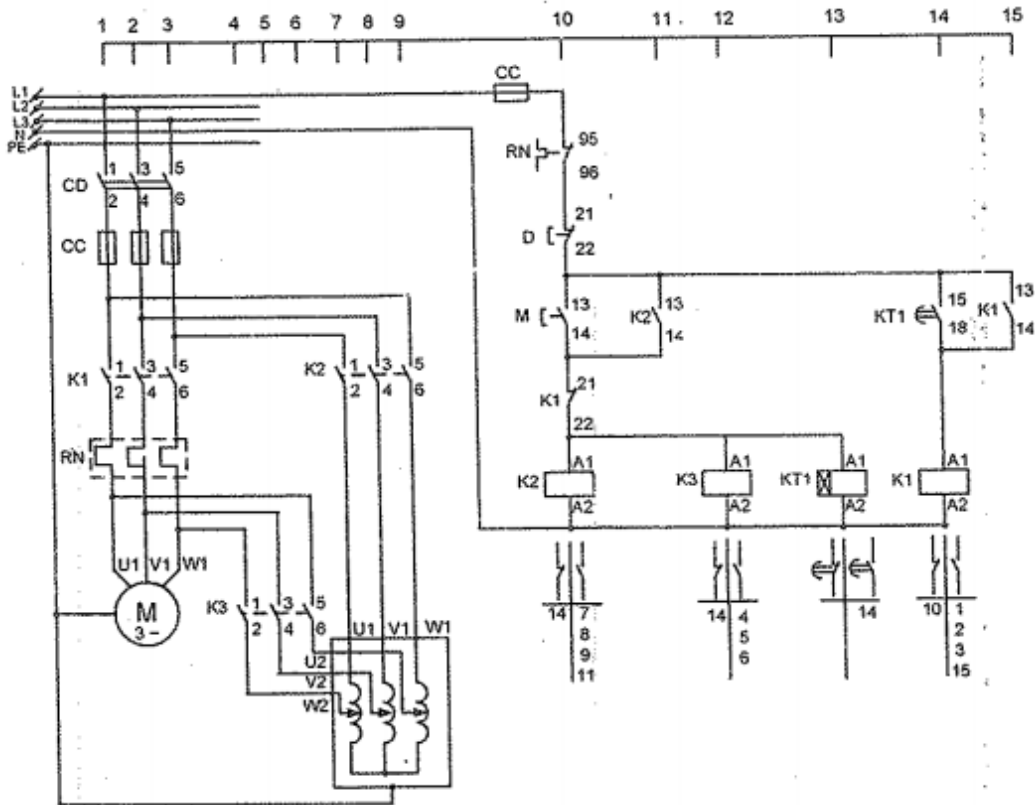 1 2 3 4 5 6 7 8 9 10 11 12 13 14 15
L1
L2
L3
N
PE
CC
RN
95
96
CD
1 3 5
2 4 6
CC
D
21
22
M
13
14
K2
13
14
KT1
15
18
K1
13
14
K1
1 3 5
2 4 6
K2
1 3 5
2 4 6
K1
21
22
RN
K2
A1
A2
K3
A1
A2
KT1
A1
A2
K1
A1
A2
U1 V1 W1
M
3~
K3
1 3 5
2 4 6
U1 V1 W1
U2
V2
W2
14 7
8
9
11
14 4
5
6
14
10 1
2
3
15